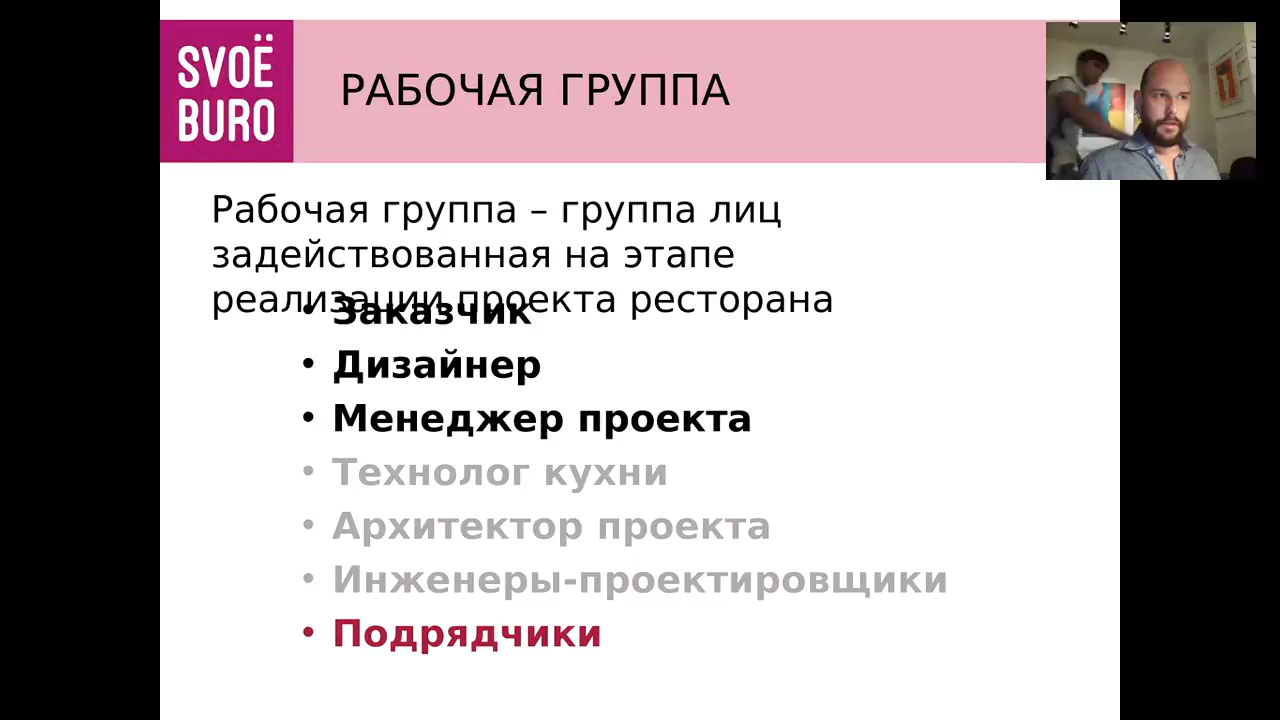 SVOЁ
BURO
РАБОЧАЯ ГРУППА
Рабочая группа – группа лиц
задействованная на этапе
реализации проекта ресторана
• Заказчик
• Дизайнер
• Менеджер проекта
• Технолог кухни
• Архитектор проекта
• Инженеры-проектировщики
• Подрядчики